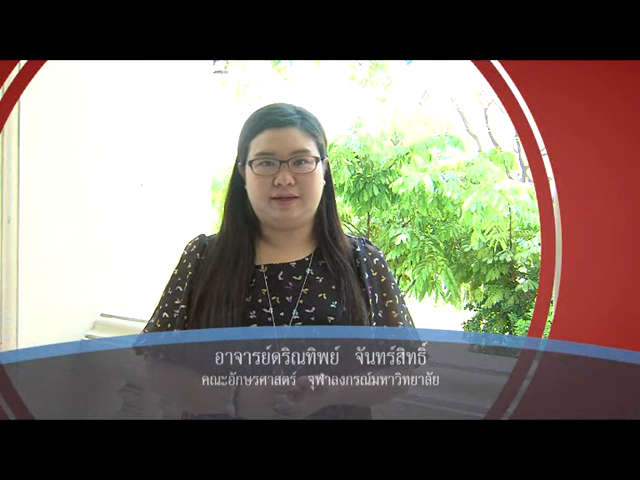 อาจารย์ดริณทิพย์ จันทร์สิทธิ์
คณะอักษรศาสตร์ จุฬาลงกรณ์มหาวิทยาลัย